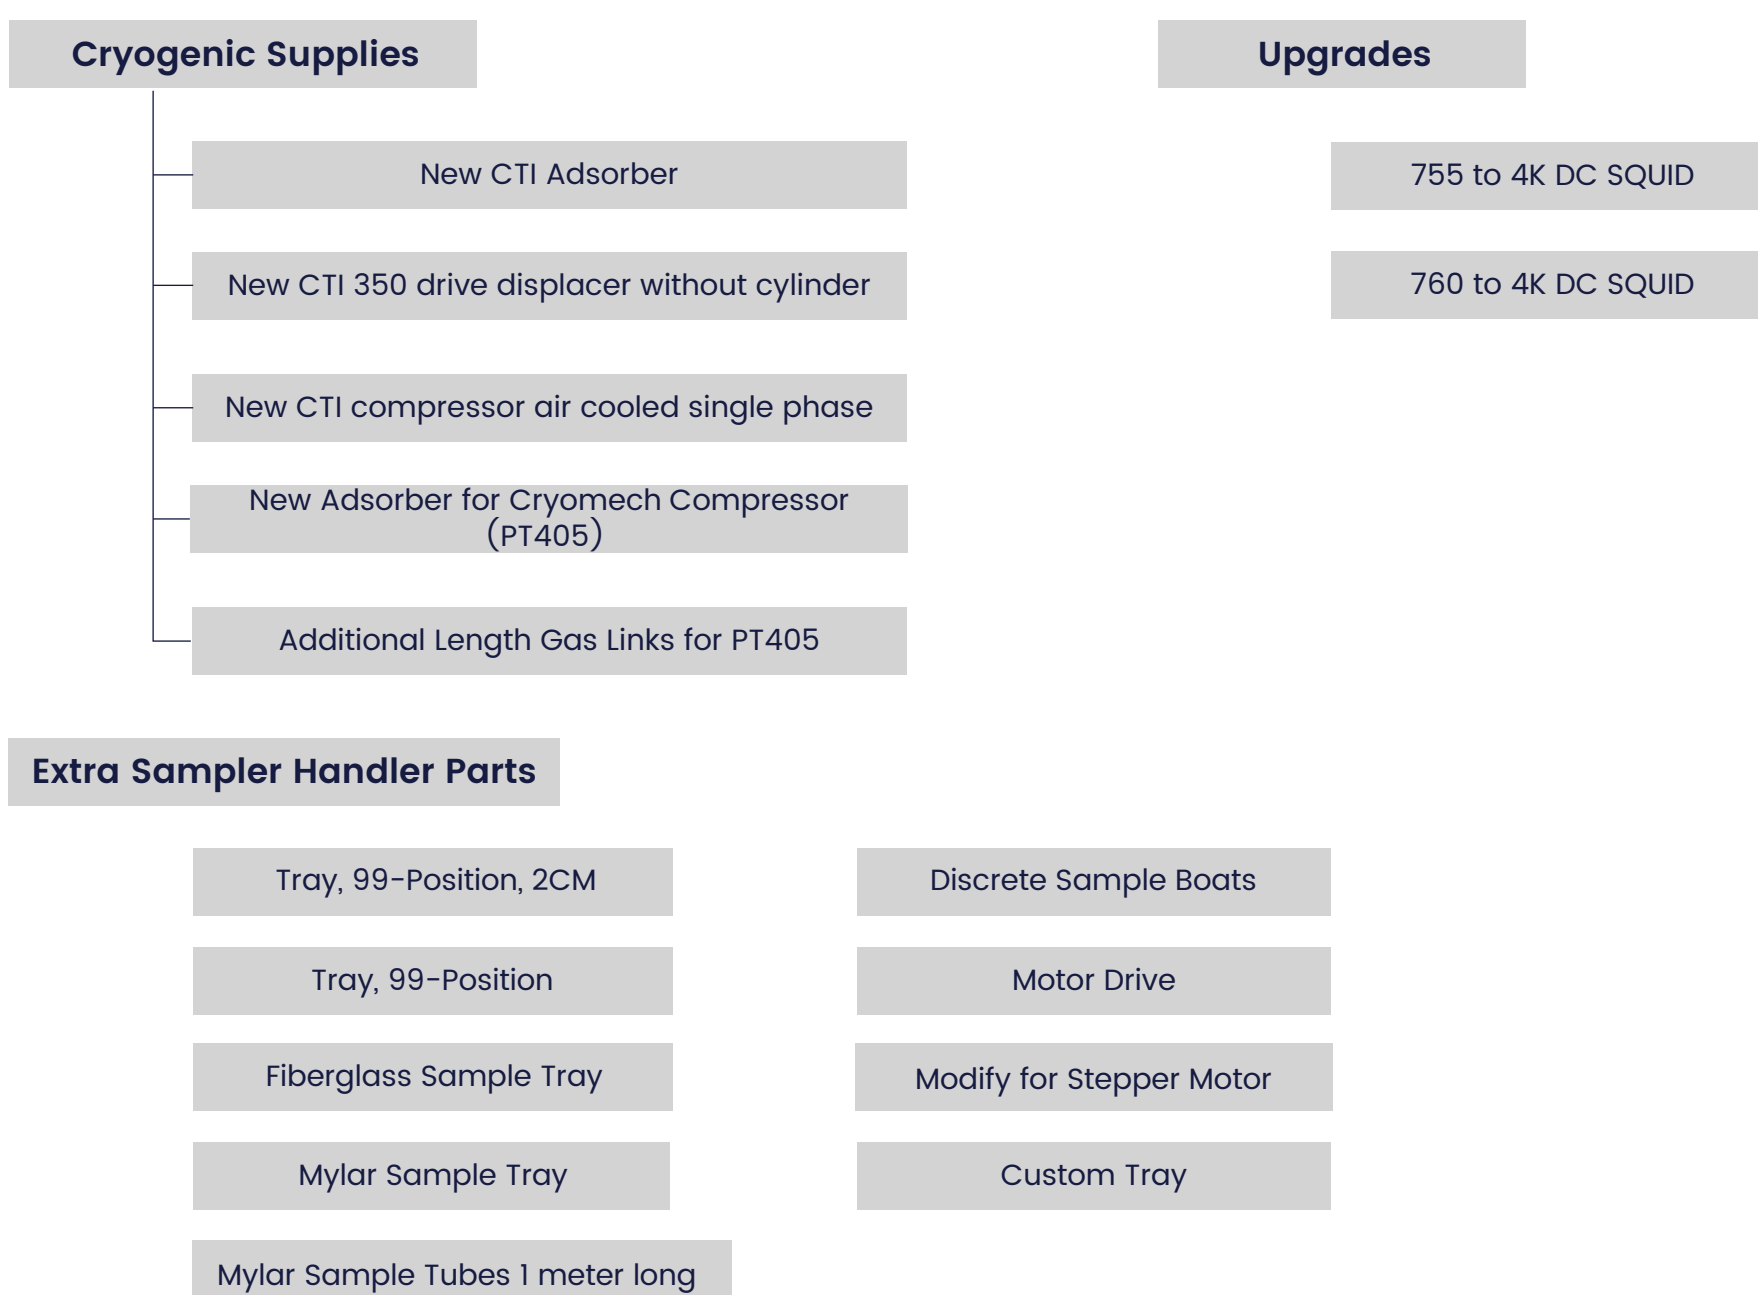 Cryogenic Supplies
New CTI Adsorber
New CTI 350 drive displacer without cylinder
New CTI compressor air cooled single phase
New Adsorber for Cryomech Compressor
(PT405)
Additional Length Gas Links for PT405
Upgrades
755 to 4K DC SQUID
760 to 4K DC SQUID
Extra Sampler Handler Parts
Tray, 99-Position, 2CM
Tray, 99-Position
Fiberglass Sample Tray
Mylar Sample Tray
Mylar Sample Tubes 1 meter long
Discrete Sample Boats
Motor Drive
Modify for Stepper Motor
Custom Tray